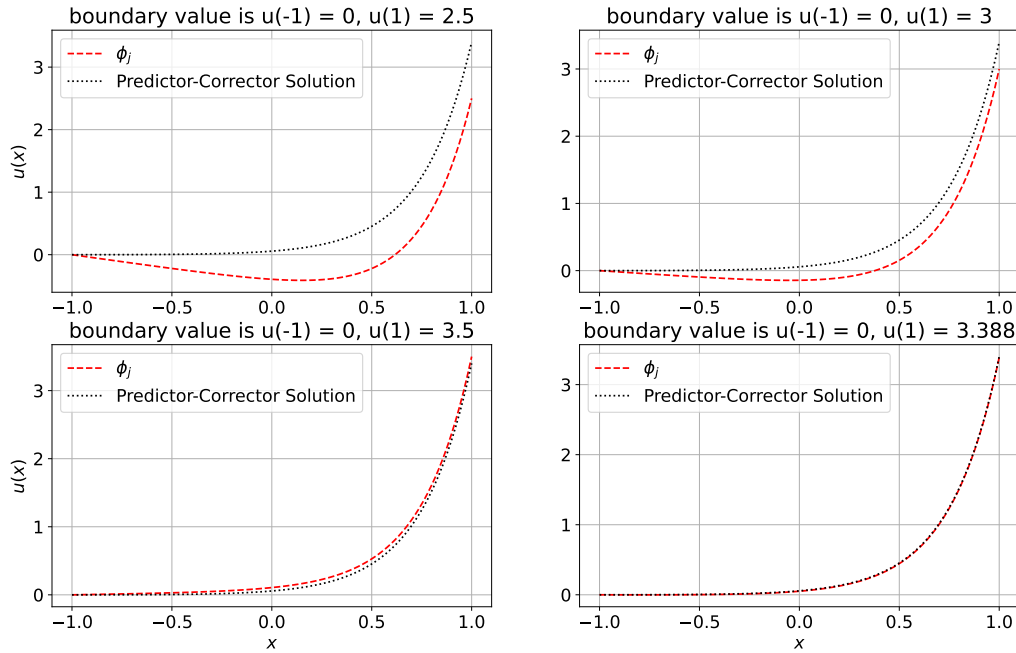 boundary value is u(-1) = 0, u(1) = 2.5
ϕj
Predictor-Corrector Solution
u(x)
3
2
1
0
−1.0 −0.5 0.0 0.5 1.0
boundary value is u(-1) = 0, u(1) = 3
ϕj
Predictor-Corrector Solution
3
2
1
0
−1.0 −0.5 0.0 0.5 1.0
boundary value is u(-1) = 0, u(1) = 3.5
ϕj
Predictor-Corrector Solution
u(x)
3
2
1
0
−1.0 −0.5 0.0 0.5 1.0
x
boundary value is u(-1) = 0, u(1) = 3.388
ϕj
Predictor-Corrector Solution
3
2
1
0
−1.0 −0.5 0.0 0.5 1.0
x